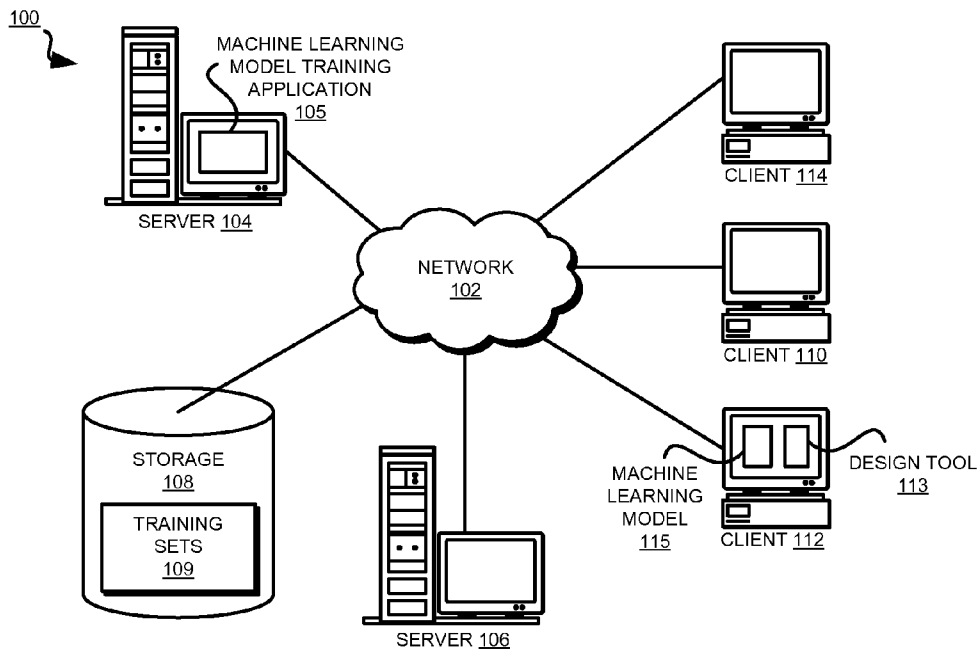 100
MACHINE LEARNING
MODEL TRAINING
APPLICATION
105
SERVER 104
CLIENT 114
NETWORK
102
CLIENT 110
STORAGE
108
TRAINING
SETS
109
SERVER 106
MACHINE
LEARNING
MODEL
115
DESIGN TOOL
113
CLIENT 112